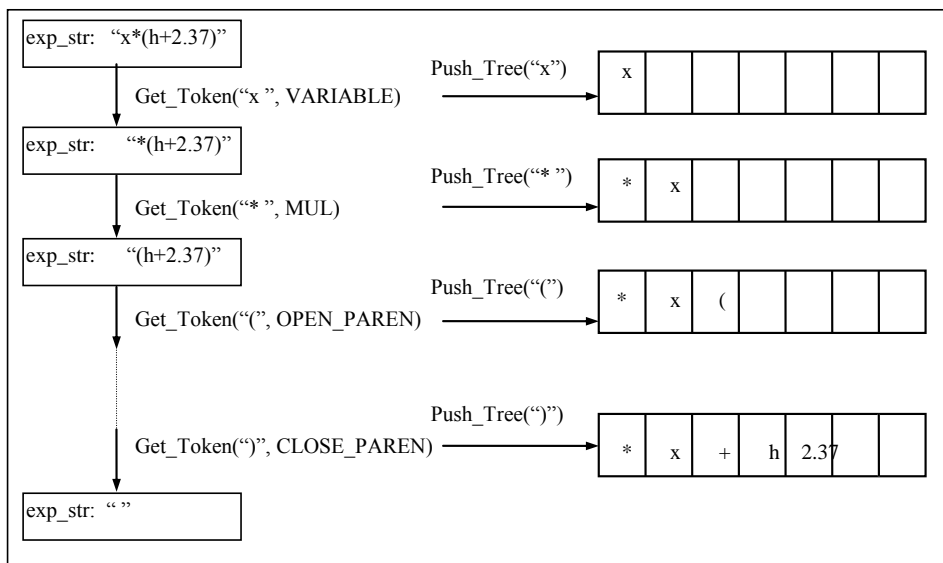 exp_str: “x*(h+2.37)”
Push_Tree(“x”)
x
Get_Token(“x ”, VARIABLE)
exp_str: “*(h+2.37)”
Push_Tree(“* ”)
* x
Get_Token(“* ”, MUL)
exp_str: “(h+2.37)”
Push_Tree(“(”)
* x (
Get_Token(“(”, OPEN_PAREN)
Push_Tree(“)”)
Get_Token(“)”, CLOSE_PAREN)
* x + h 2.37
exp_str: “ ”